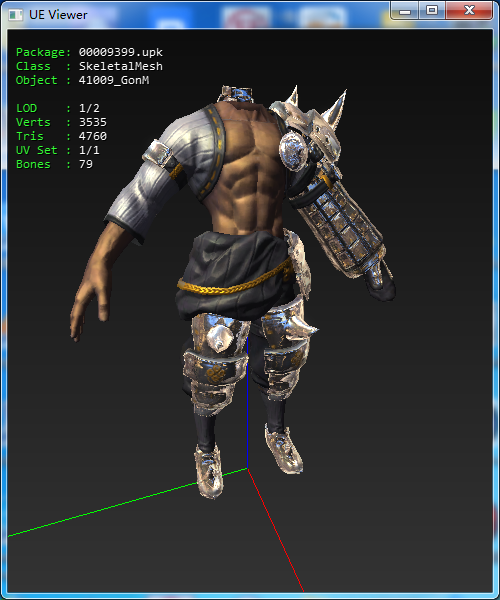 UE Viewer
Package: 00009399.upk
Class : SkeletalMesh
Object : 41009_GonM
LOD : 1/2
Verts : 3535
Tris : 4760
UV Set : 1/1
Bones : 79